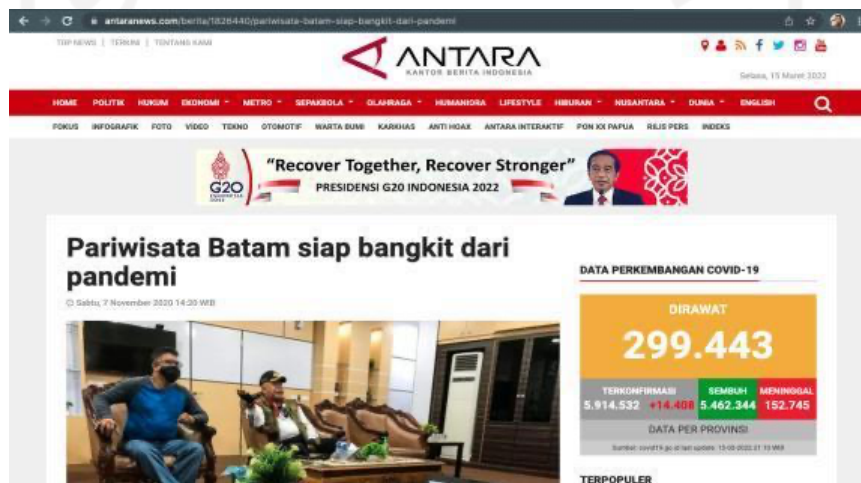 antaranews.com/berita/1826440/pariwisata-batam-siap-bangkit-dari-pandemi
TOP NEWS | TERKINI | TENTANG KAMI
ANTARA
KANTOR BERITA INDONESIA
Selasa, 15 Maret 2022
HOME POLITIK HUKUM EKONOMI METRO SEPAKBOLA OLAHRAGA HUMANIORA LIFESTYLE HIBURAN NUSANTARA DUNIA ENGLISH
FOKUS INFOGRAFIK FOTO VIDEO TEKNO OTOMOTIF WARTA BUMI KARKHAS ANTI HOAX ANTARA INTERAKTIF PON XX PAPUA RILIS PERS INDEKS
G20
"Recover Together, Recover Stronger"
PRESIDENSI G20 INDONESIA 2022
Pariwisata Batam siap bangkit dari
pandemi
Sabtu, 7 November 2020 14:20 WIB
DATA PERKEMBANGAN COVID-19
DIRAWAT
299.443
TERKONFIRMASI SEMBUH MENINGGAL
5.914.532 +14.408 5.462.344 152.745
DATA PER PROVINSI
TERPOPULER